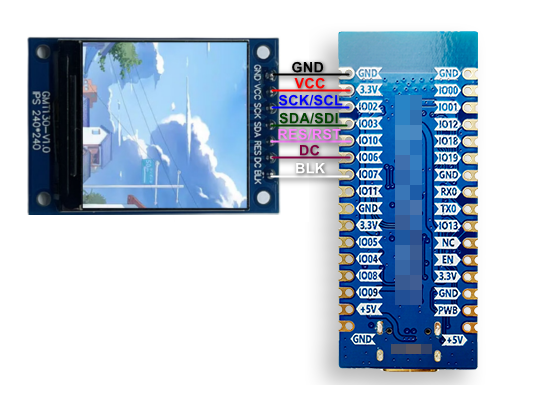 GMT130-V1.0
IPS 240*240
GND
VCC
SCK
SDA
RES
DC
BLK
GND
VCC
SCK/SCL
SDA/SDI
RES/RST
DC
BLK
GND
3.3V
IO02
IO03
IO10
IO06
IO07
IO11
GND
3.3V
IO05
IO04
IO08
IO09
+5V
GND
GND
IO00
IO01
IO12
IO18
IO19
GND
RX0
TX0
IO13
NC
EN
3.3V
GND
PWB
+5V